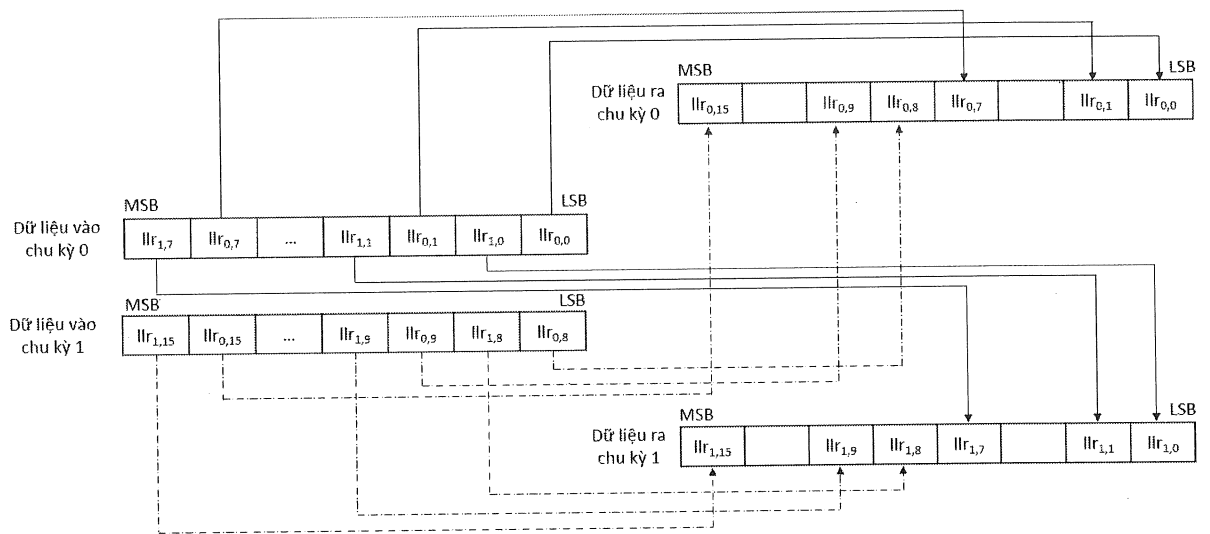 MSB LSB
Dữ liệu ra
chu kỳ 0
llr0,15 llr0,9 llr0,8 llr0,7 llr0,1 llr0,0
MSB LSB
Dữ liệu vào
chu kỳ 0
llr1,7 llr0,7 ... llr1,1 llr0,1 llr1,0 llr0,0
MSB LSB
Dữ liệu vào
chu kỳ 1
llr1,15 llr0,15 ... llr1,9 llr0,9 llr1,8 llr0,8
MSB LSB
Dữ liệu ra
chu kỳ 1
llr1,15 llr1,9 llr1,8 llr1,7 llr1,1 llr1,0